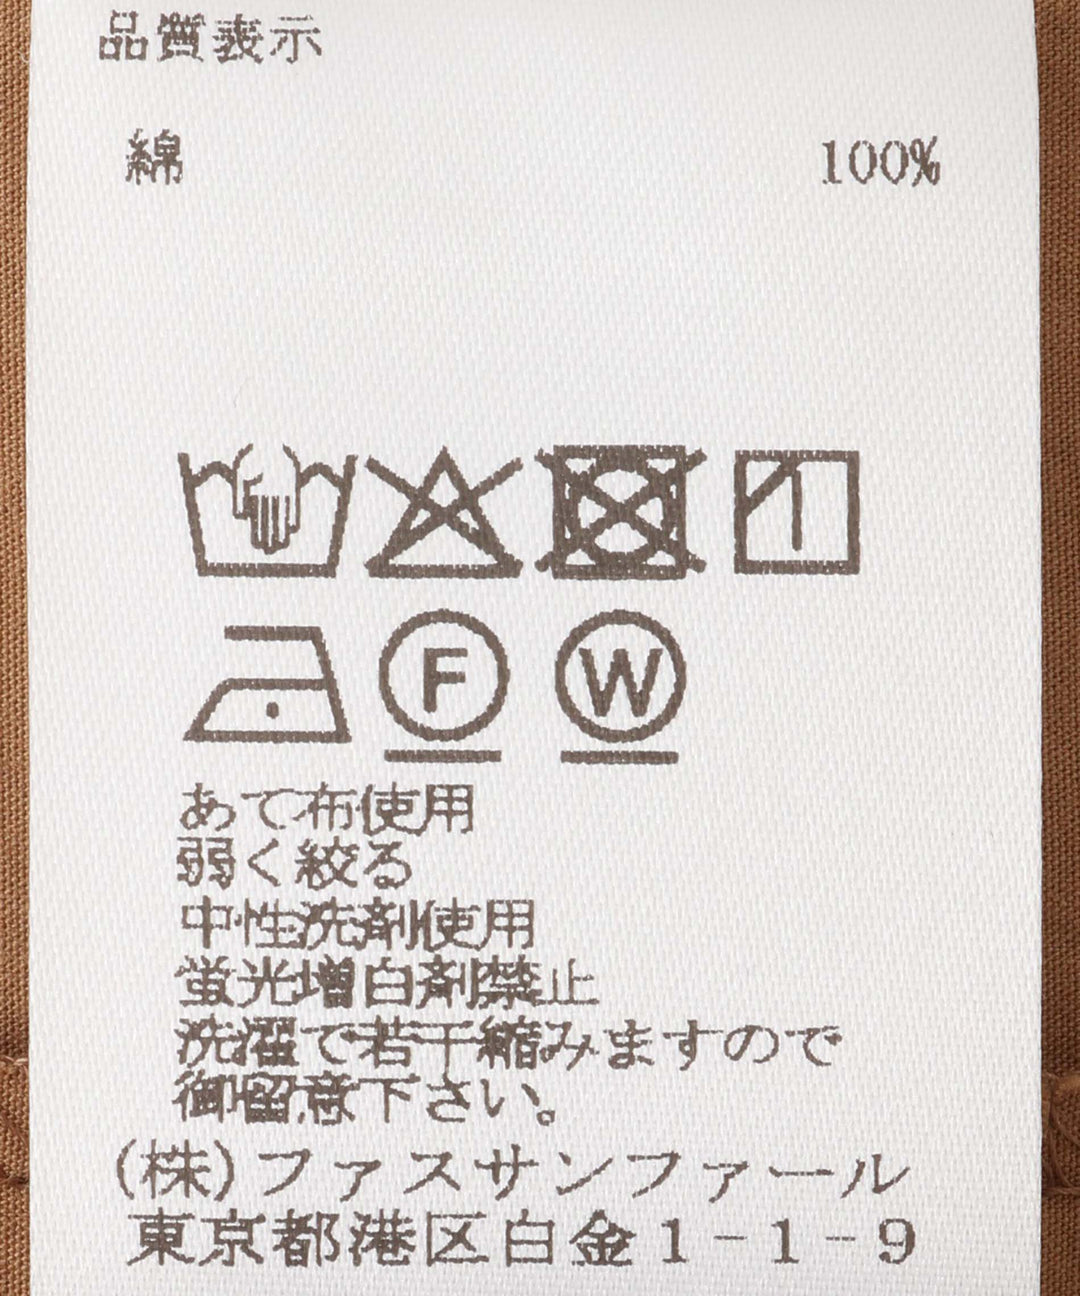 品質表示
綿 100%
F W
あて布使用
弱く絞る
中性洗剤使用
蛍光増白剤禁止
洗濯で若干縮みますので
御留意下さい。
(株)ファスサンファール
東京都港区白金1-1-9